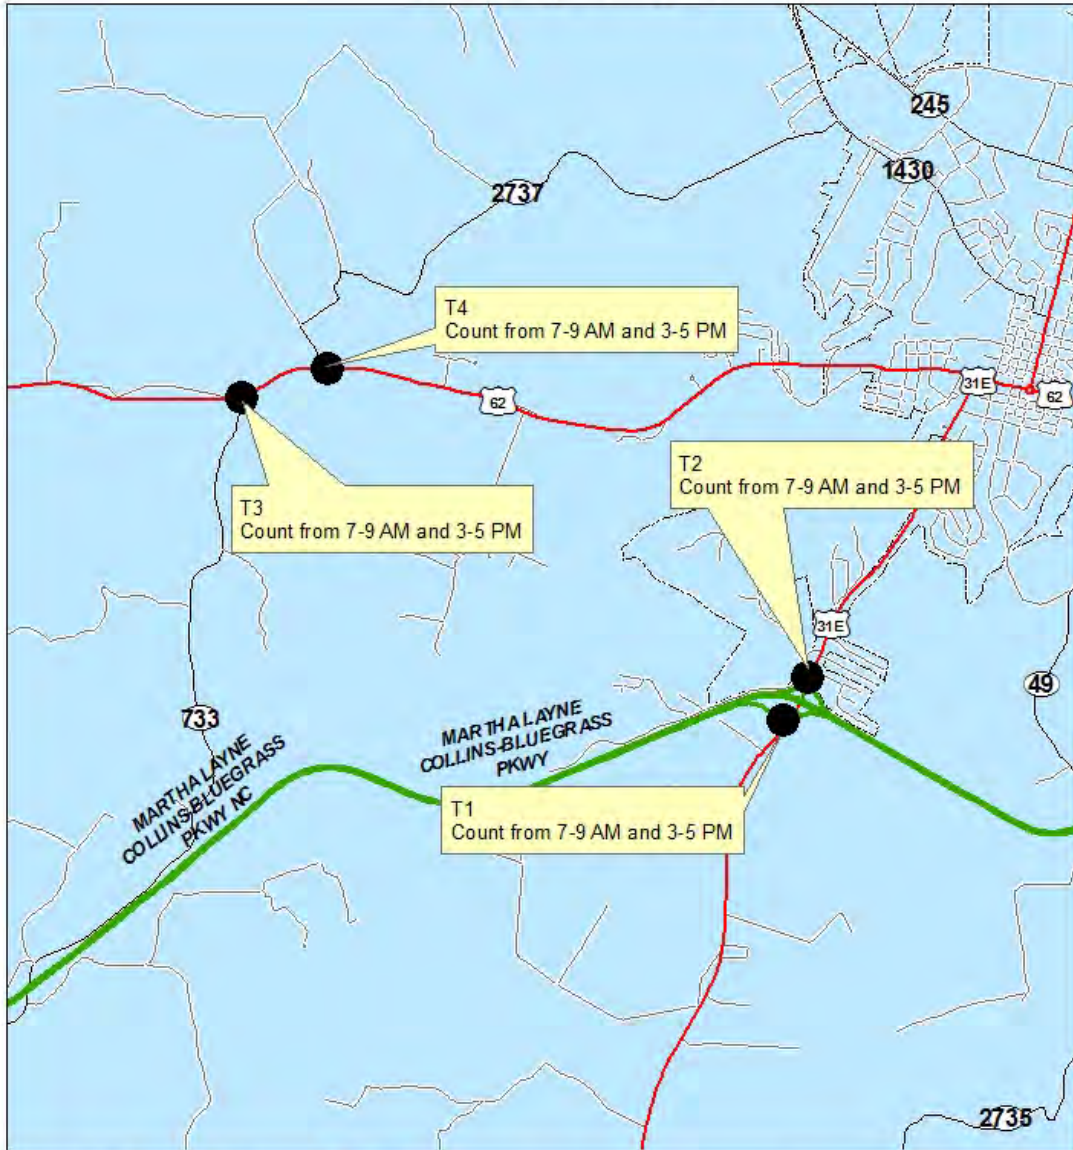 245
1430
2737
T4
Count from 7-9 AM and 3-5 PM
31E
62
62
T2
Count from 7-9 AM and 3-5 PM
T3
Count from 7-9 AM and 3-5 PM
31E
49
733
MARTHA LAYNE
COLLINS-BLUEGRASS
PKWY
MARTHA LAYNE
COLLINS-BLUEGRASS
PKWY NC
T1
Count from 7-9 AM and 3-5 PM
2735